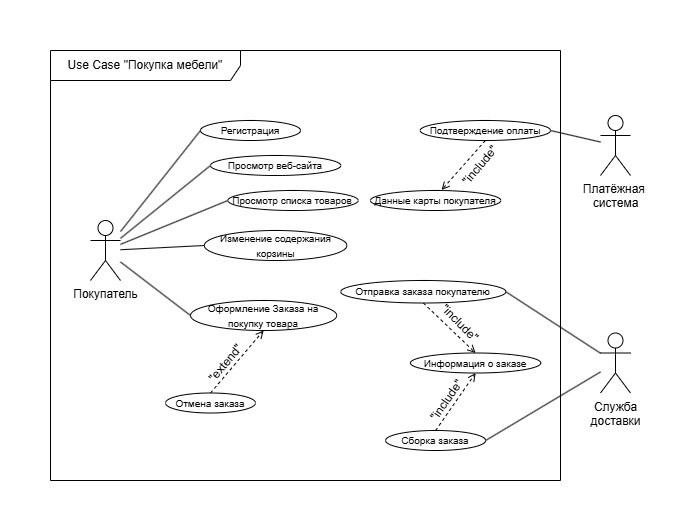 Use Case "Покупка мебели"
Регистрация
Просмотр веб-сайта
Просмотр списка товаров
Изменение содержания
корзины
Покупатель
Оформление Заказа на
покупку товара
"extend"
Отмена заказа
Подтверждение оплаты
"include"
Данные карты покупателя
Платёжная
система
Отправка заказа покупателю
"include"
Информация о заказе
"include"
Сборка заказа
Служба
доставки